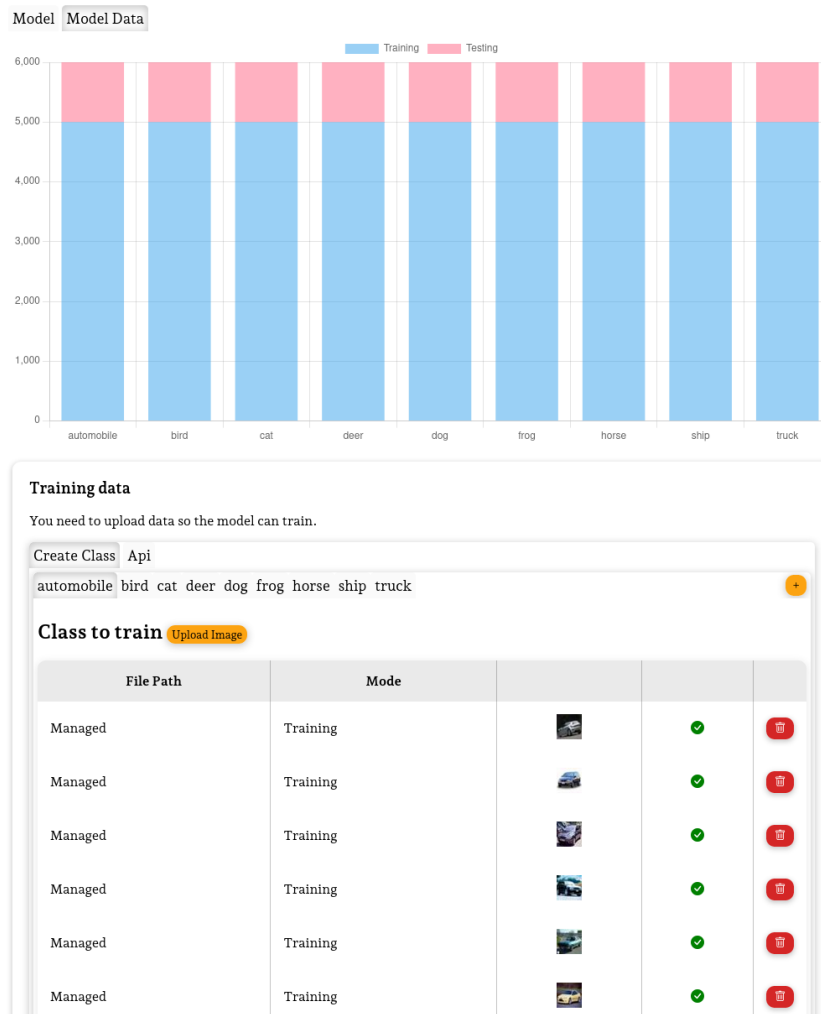 Model Model Data
Training Testing
6,000
5,000
4,000
3,000
2,000
1,000
0
automobile bird cat deer dog frog horse ship truck
Training data
You need to upload data so the model can train.
Create Class Api
automobile bird cat deer dog frog horse ship truck +
Class to train Upload Image
File Path Mode
Managed Training
Managed Training
Managed Training
Managed Training
Managed Training
Managed Training